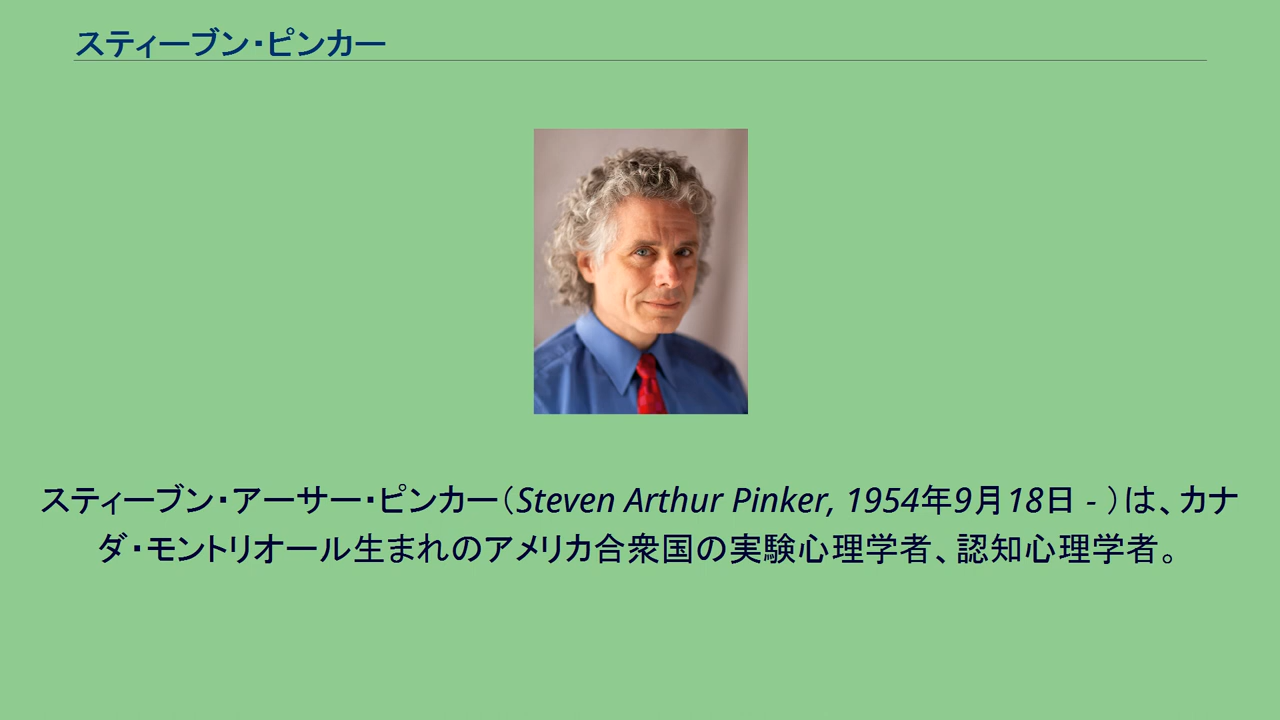 スティーブン・ピンカー
スティーブン・アーサー・ピンカー（Steven Arthur Pinker, 1954年9月18日 - ）は、カナ
ダ・モントリオール生まれのアメリカ合衆国の実験心理学者、認知心理学者。